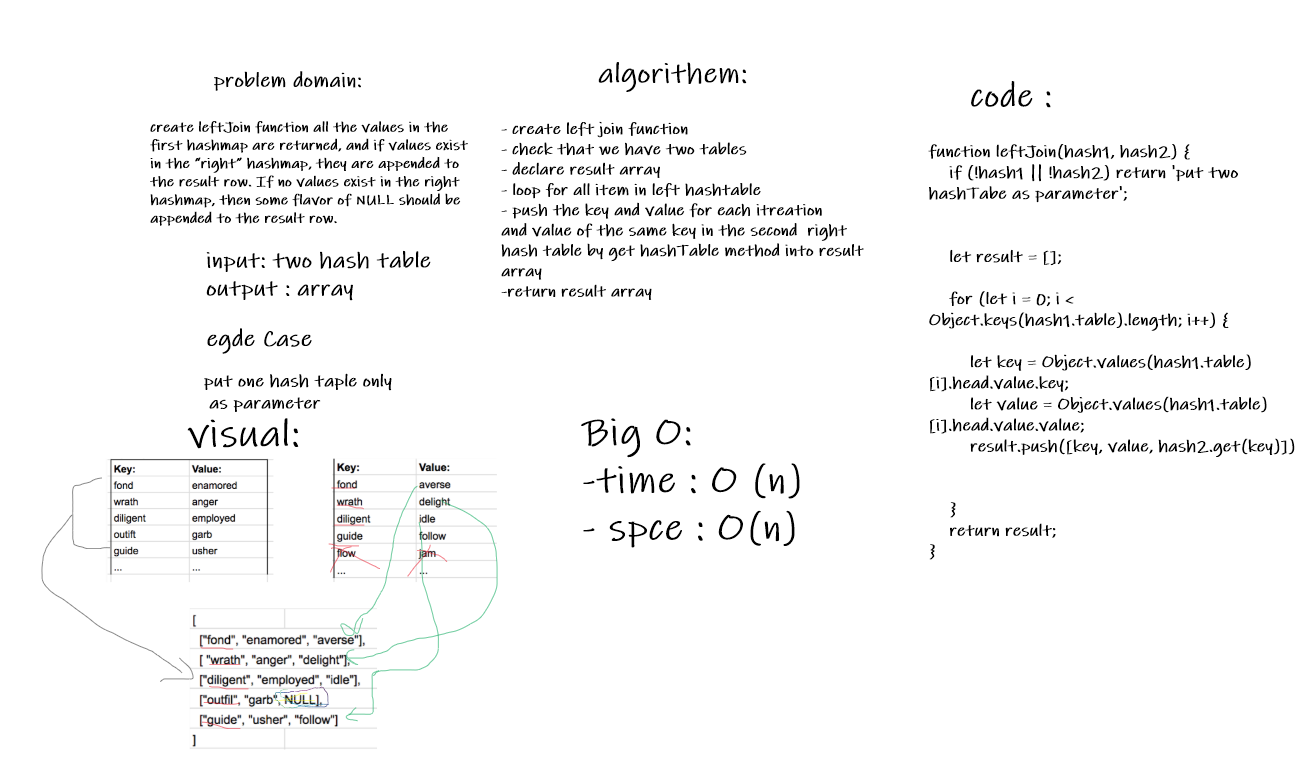 problem domain:
create leftJoin function all the values in the
first hashmap are returned, and if values exist
in the "right" hashmap, they are appended to
the result row. If no values exist in the right
hashmap, then some flavor of NULL should be
appended to the result row.
input: two hash table
output : array
egde Case
put one hash taple only
as parameter
visual:
Key: Value:
fond enamored
wrath anger
diligent employed
outift garb
guide usher
... ...
Key: Value:
fond averse
wrath delight
diligent idle
guide follow
flow jam
... ...
[
["fond", "enamored", "averse"],
[ "wrath", "anger", "delight"],
["diligent", "employed", "idle"],
["outfil", "garb", NULL],
["guide", "usher", "follow"]
]
algorithem:
- create left join function
- check that we have two tables
- declare result array
- loop for all item in left hashtable
- push the key and value for each itreation
and value of the same key in the second right
hash table by get hashTable method into result
array
-return result array
Big O:
-time : O (n)
- spce : O(n)
code :
function leftJoin(hash1, hash2) {
if (!hash1 || !hash2) return 'put two
hashTabe as parameter';
let result = [];
for (let i = 0; i <
Object.keys(hash1.table).length; i++) {
let key = Object.values(hash1.table)
[i].head.value.key;
let value = Object.values(hash1.table)
[i].head.value.value;
result.push([key, value, hash2.get(key)])
}
return result;
}